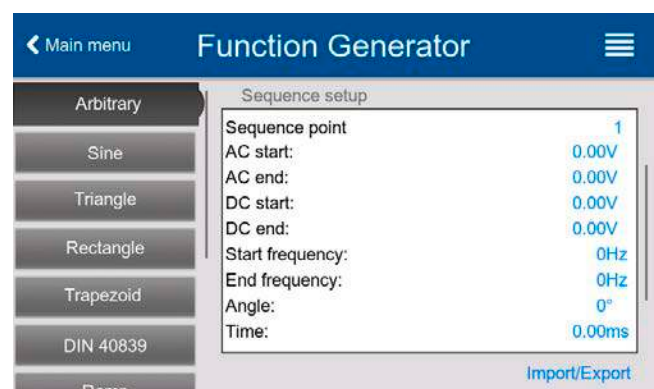 Main menu
Function Generator
Arbitrary
Sine
Triangle
Rectangle
Trapezoid
DIN 40839
Ramp
Sequence setup
Sequence point 1
AC start: 0.00V
AC end: 0.00V
DC start: 0.00V
DC end: 0.00V
Start frequency: 0Hz
End frequency: 0Hz
Angle: 0°
Time: 0.00ms
Import/Export